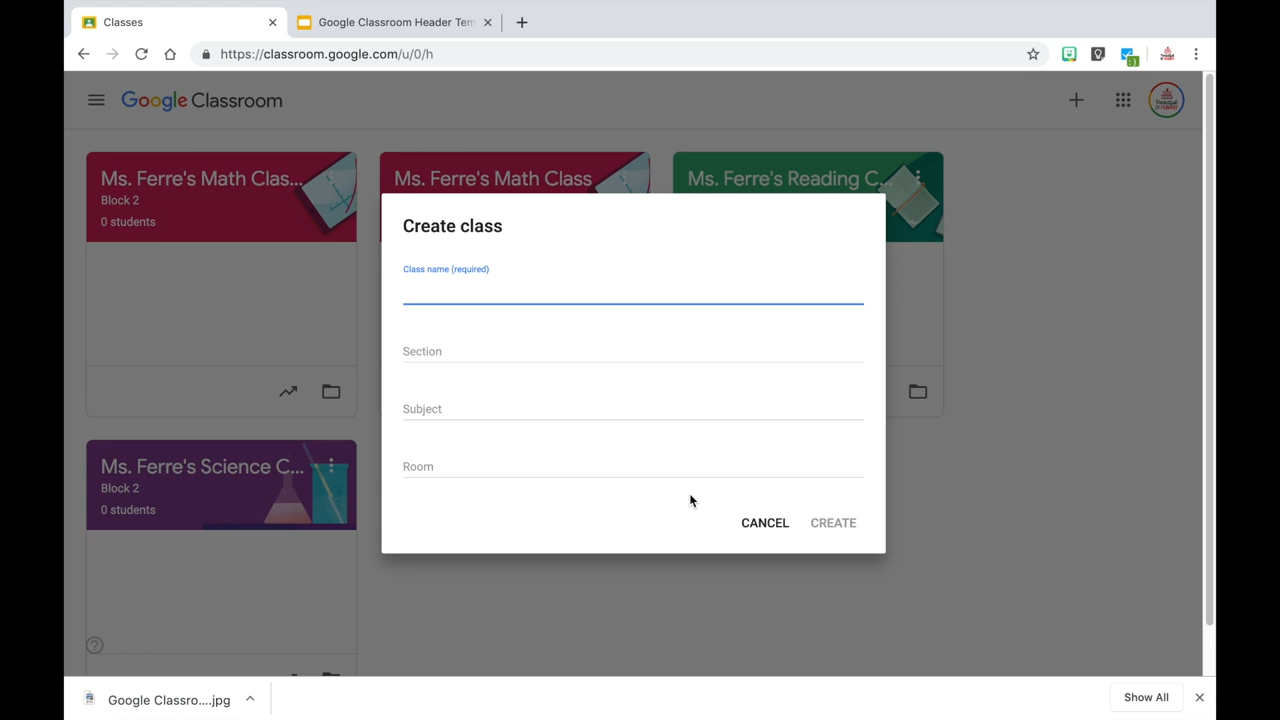 Classes
Google Classroom Header Tem
https://classroom.google.com/u/0/h
Google Classroom
Ms. Ferre's Math Clas...
Block 2
0 students
Ms. Ferre's Math Class
Ms. Ferre's Reading C...
Create class
Class name (required)
Section
Subject
Room
CANCEL
CREATE
Ms. Ferre's Science C...
Block 2
0 students
Google Classro....jpg
Show All